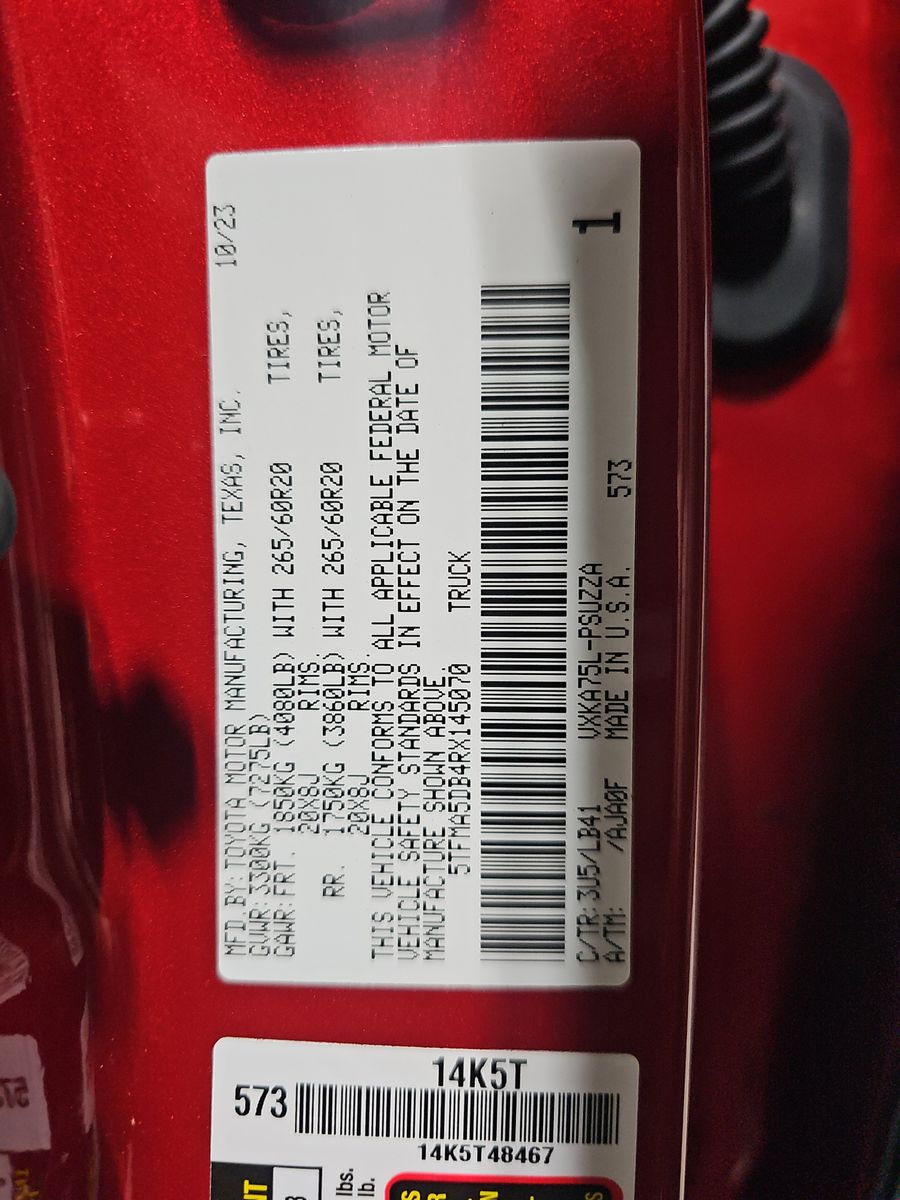 MFD.BY:TOYOTA MOTOR MANUFACTURING, TEXAS, INC. 10/23
GVWR:3300KG (7275LB)
GAWR:FRT. 1850KG (4080LB) WITH 265/60R20 TIRES,
20X8J RIMS.
RR. 1750KG (3860LB) WITH 265/60R20 TIRES,
20X8J RIMS.
THIS VEHICLE CONFORMS TO ALL APPLICABLE FEDERAL MOTOR
VEHICLE SAFETY STANDARDS IN EFFECT ON THE DATE OF
MANUFACTURE SHOWN ABOVE.
5TFMA5DB4RX145070 TRUCK
C/TR:3U5/LB41 VXKA75L-PSUZZA
A/TM: /AJA0F MADE IN U.S.A. 573
1
573
14K5T
14K5T48467
lbs.
lb.